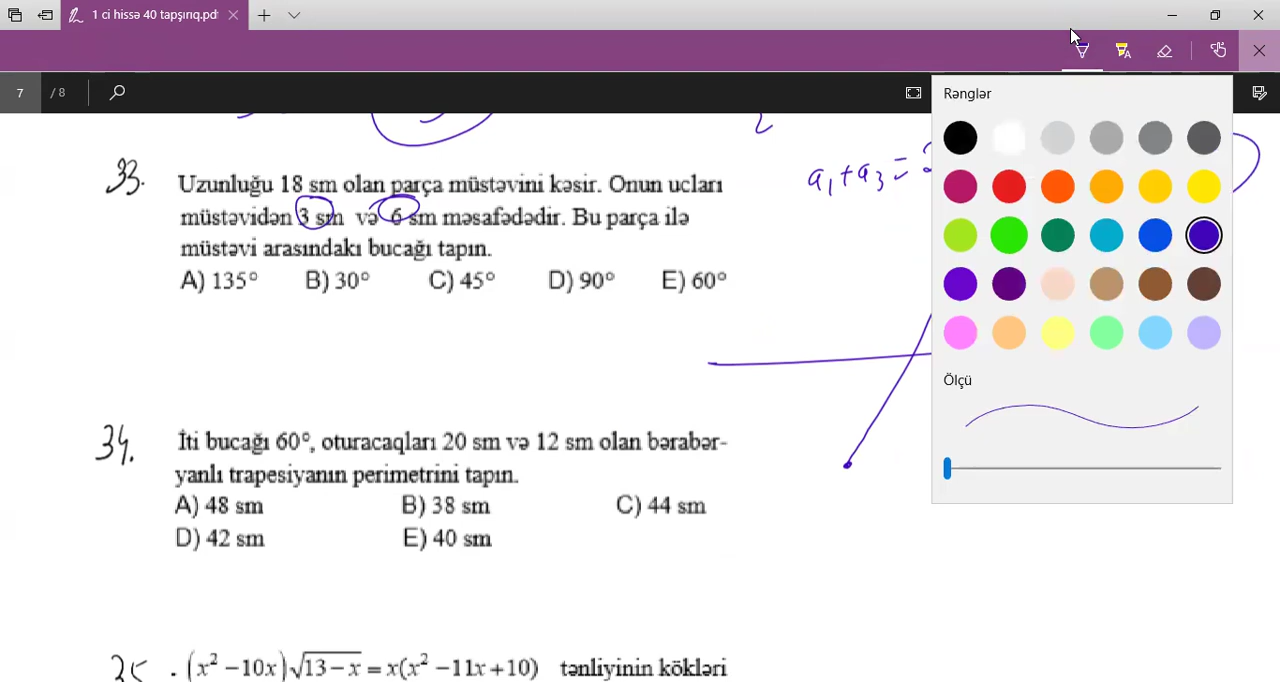 1 ci hissə 40 tapşırıq.pdf
7 / 8
Rənglər
Ölçü
2
a₁+a₃=
33.
Uzunluğu 18 sm olan parça müstəvini kəsir. Onun ucları
müstəvidən 3 sm və 6 sm məsafədədir. Bu parça ilə
müstəvi arasındakı bucağı tapın.
A) 135° B) 30° C) 45° D) 90° E) 60°
34.
İti bucağı 60°, oturacaqları 20 sm və 12 sm olan bərabər-
yanlı trapesiyanın perimetrini tapın.
A) 48 sm B) 38 sm C) 44 sm
D) 42 sm E) 40 sm
35. (x² −10x)√13−x = x(x² −11x+10) tənliyinin kökləri